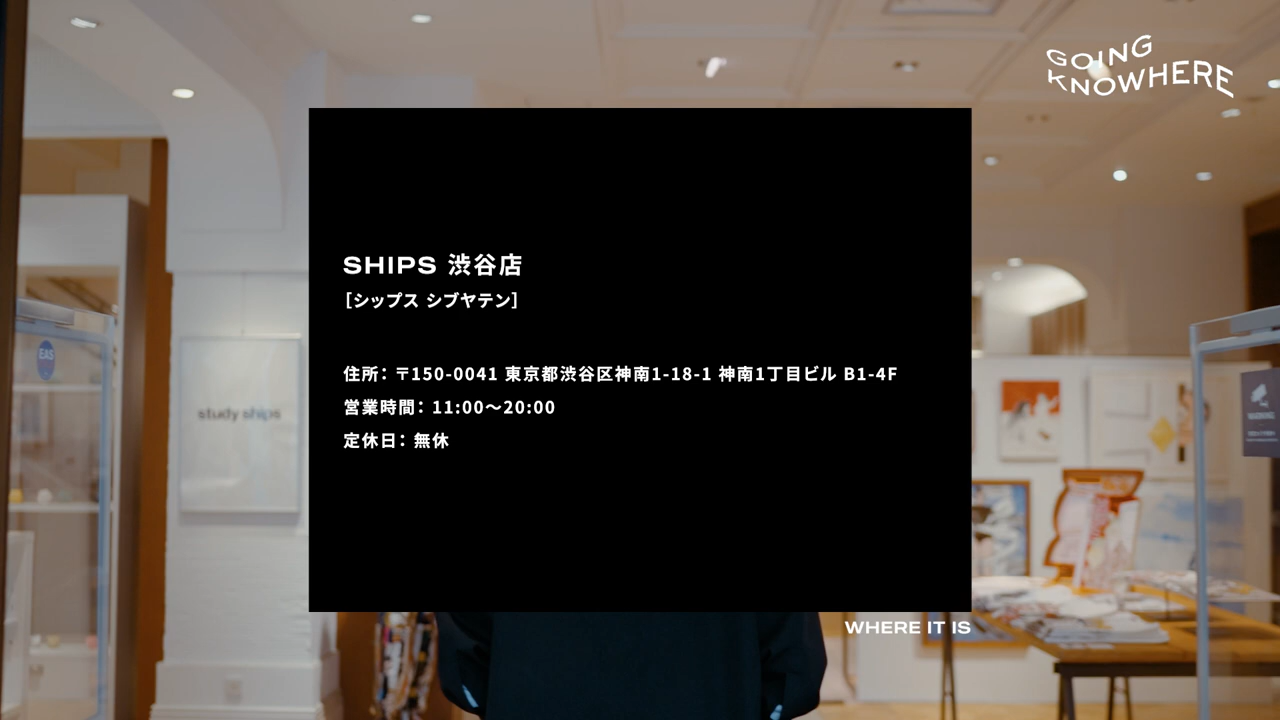 GOING
KNOWHERE
SHIPS 渋谷店
[シップス シブヤテン]
住所: 〒150-0041 東京都渋谷区神南1-18-1 神南1丁目ビル B1-4F
営業時間: 11:00〜20:00
定休日: 無休
EAS
study ships
WARNING
WHERE IT IS